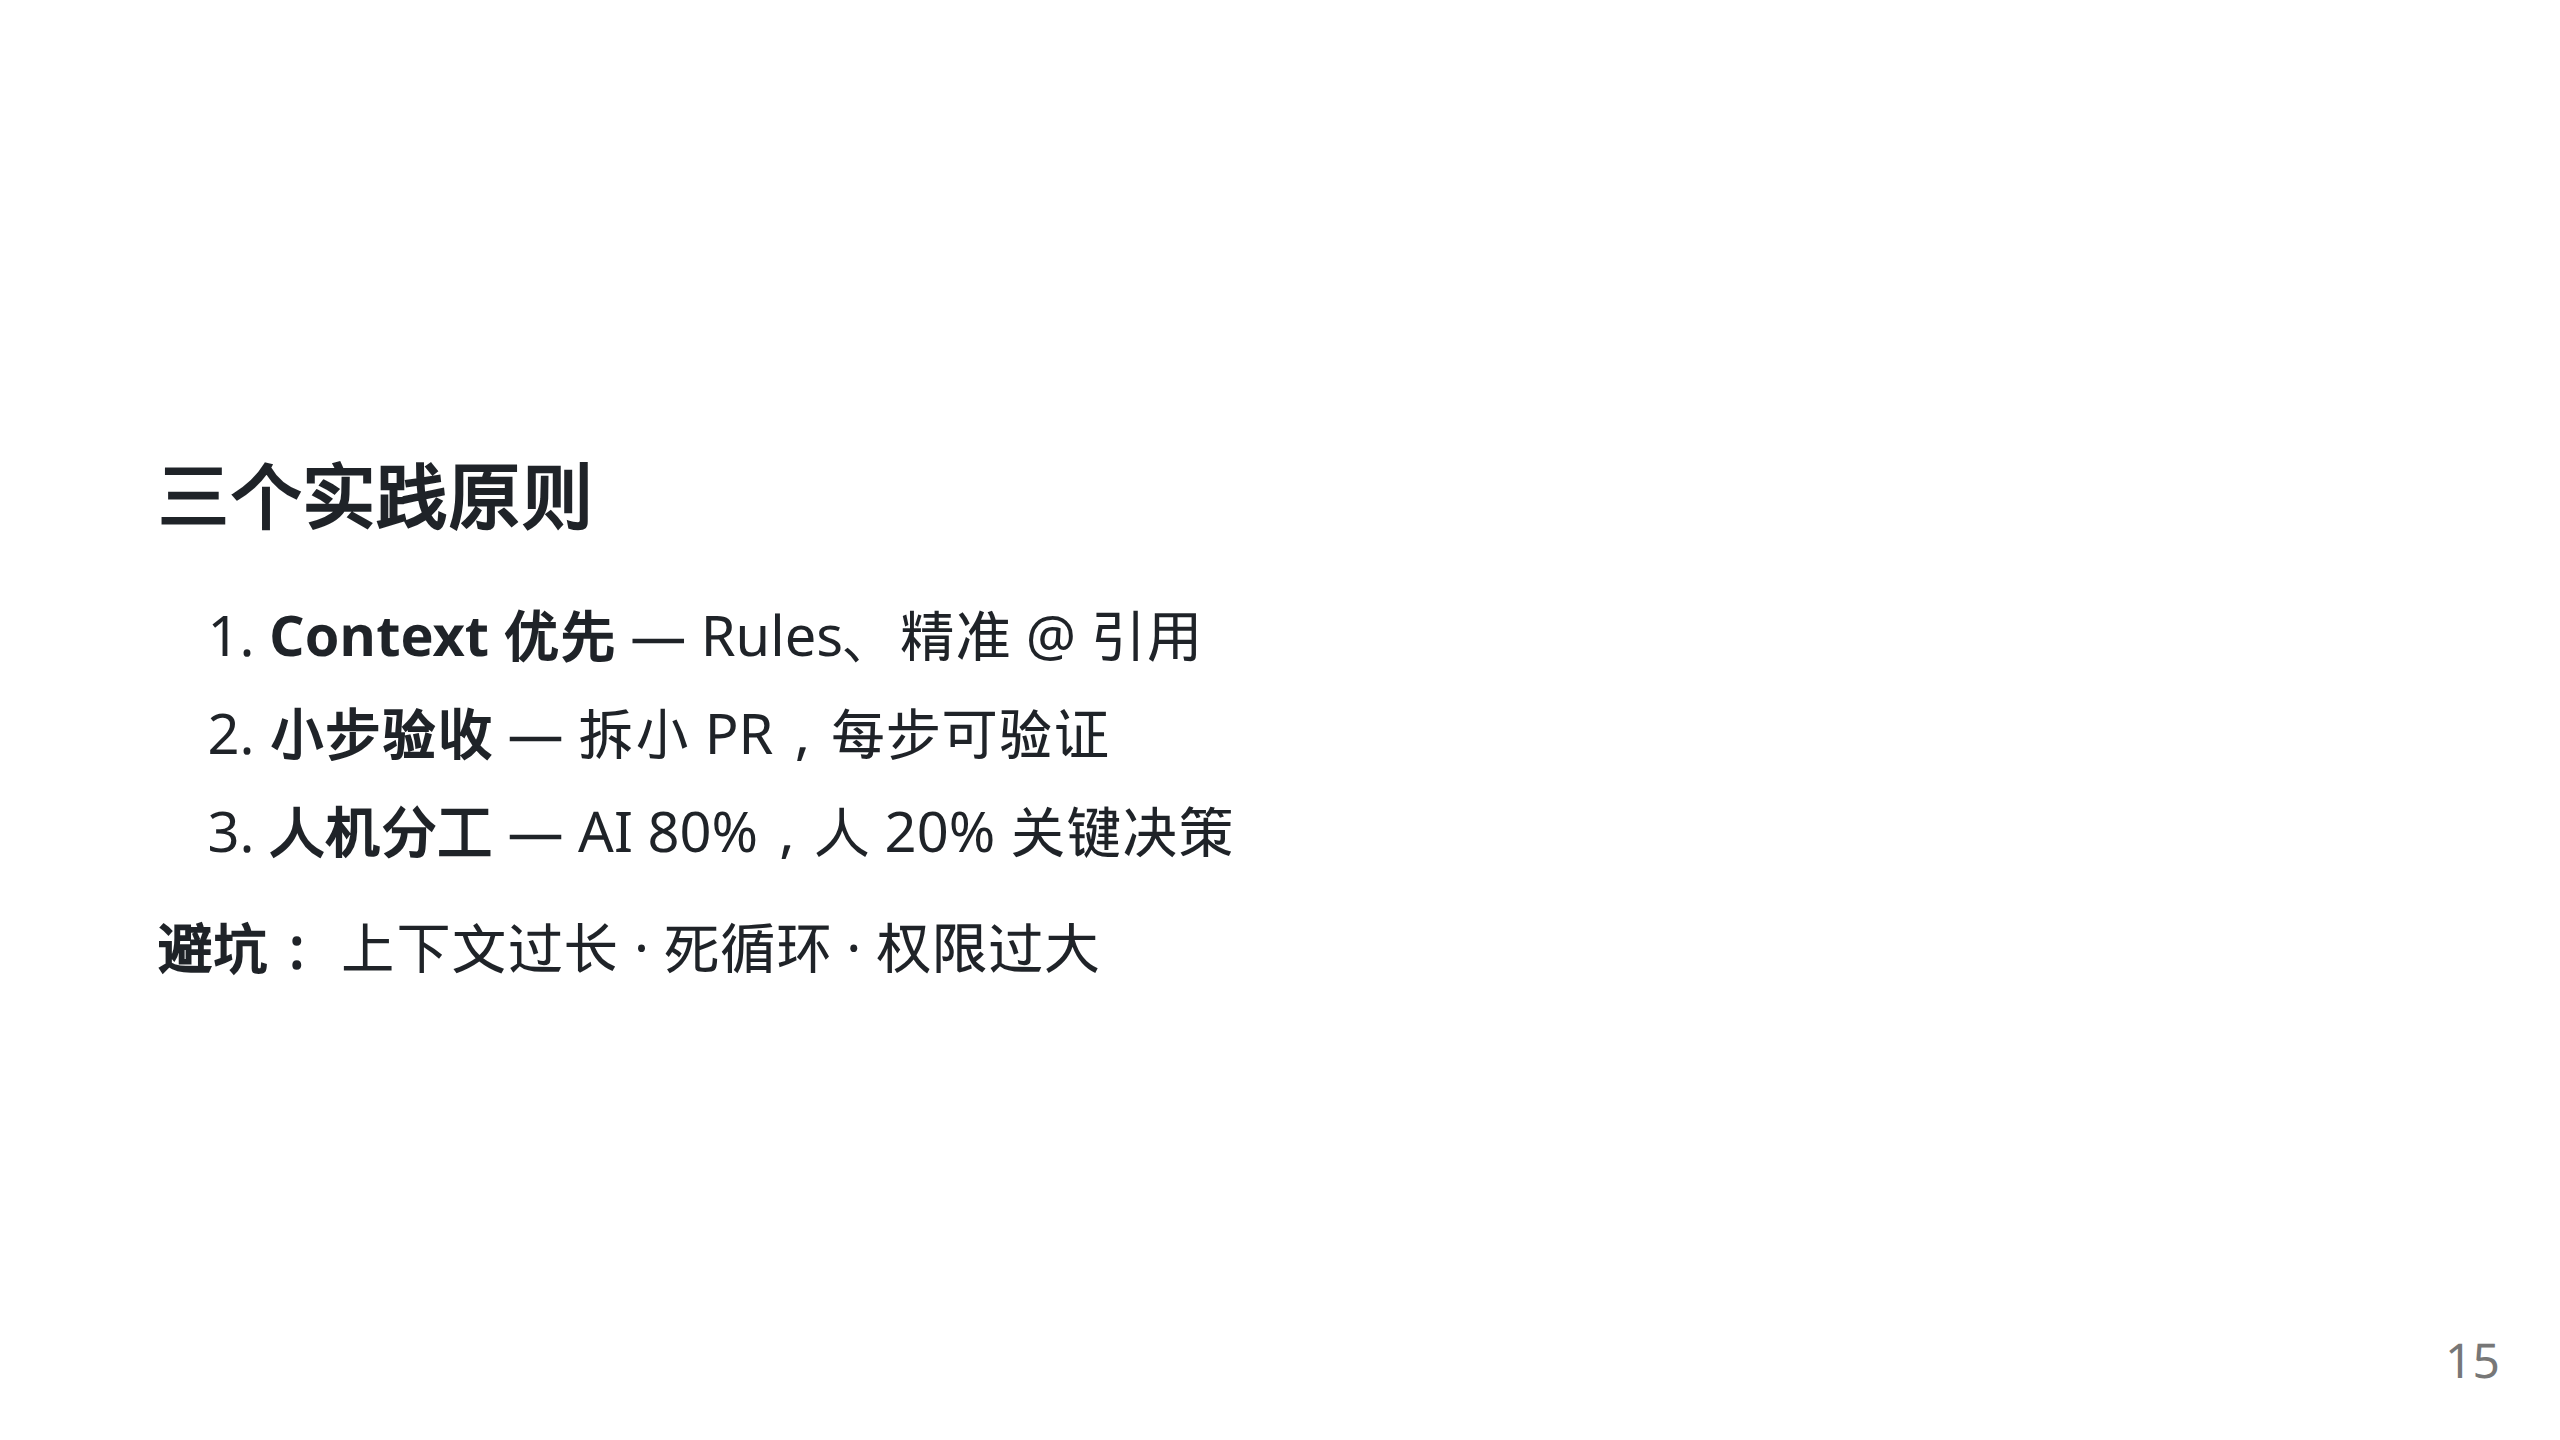 三个实践原则
1. Context 优先 — Rules、精准 @ 引用
2. 小步验收 — 拆小 PR，每步可验证
3. 人机分工 — AI 80%，人 20% 关键决策
避坑：上下文过长 · 死循环 · 权限过大
15